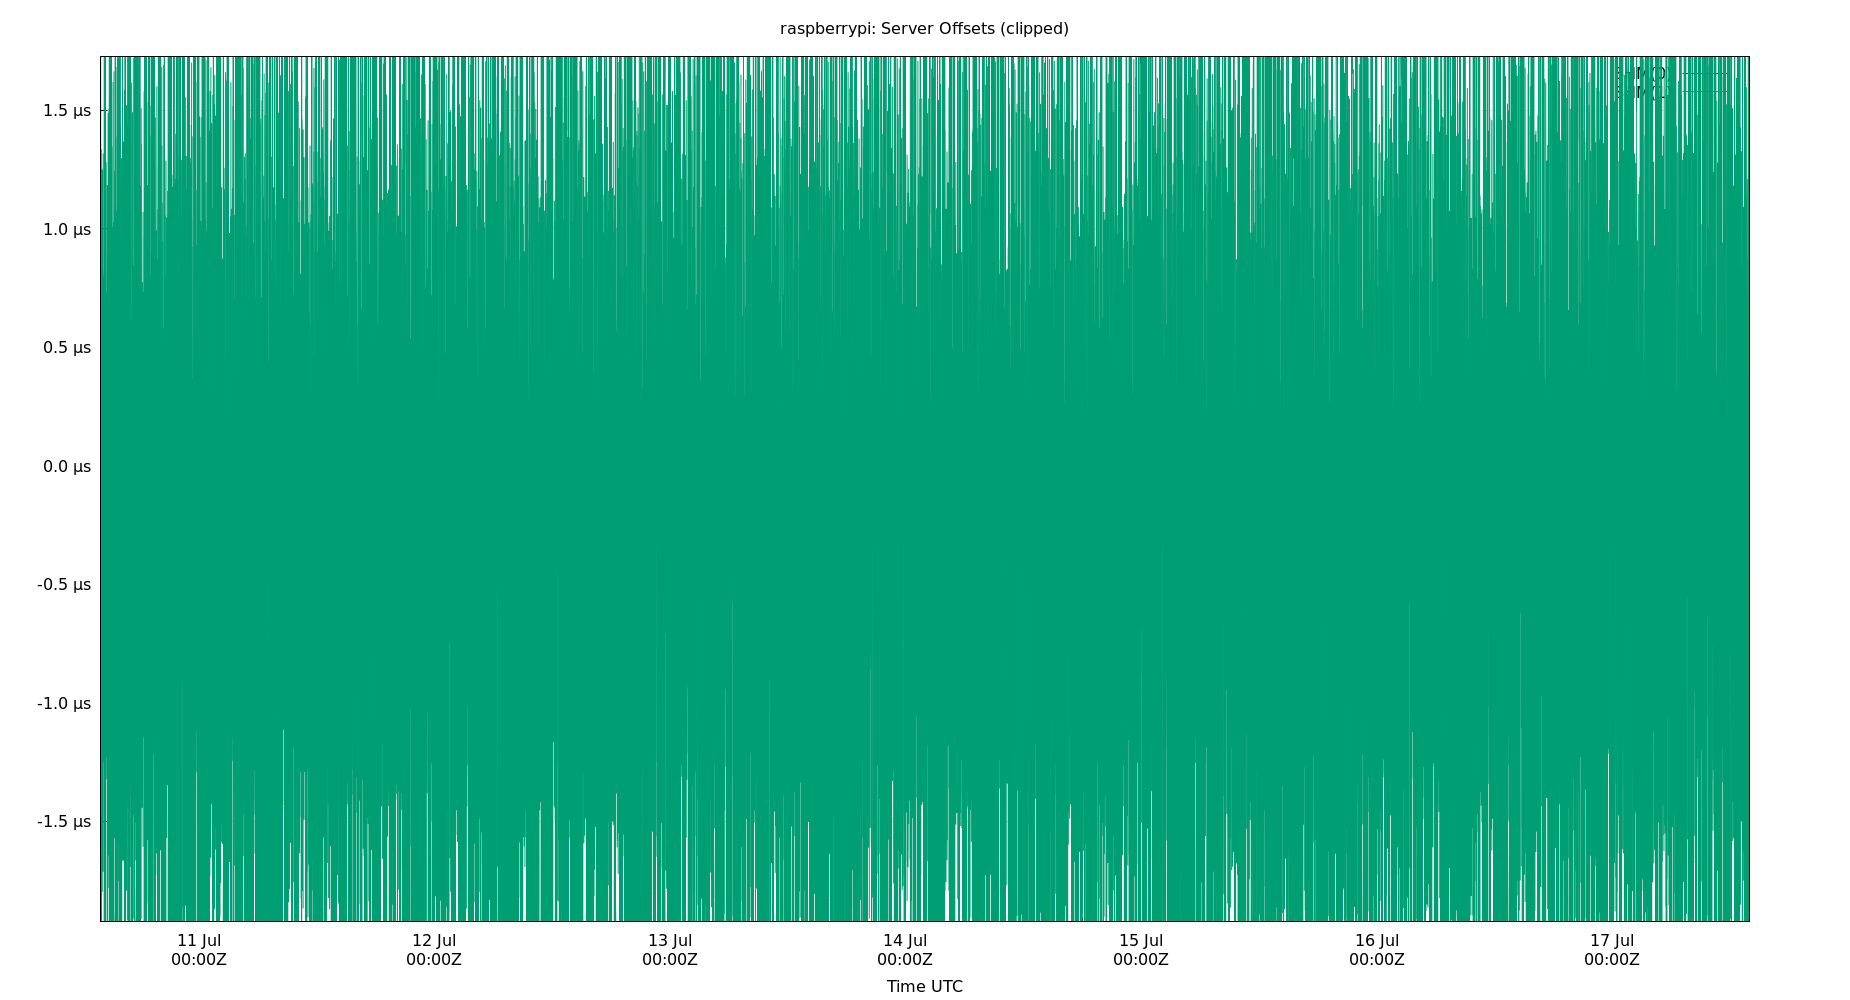 raspberrypi: Server Offsets (clipped)
1.5 µs
1.0 µs
0.5 µs
0.0 µs
-0.5 µs
-1.0 µs
-1.5 µs
11 Jul 12 Jul 13 Jul 14 Jul 15 Jul 16 Jul 17 Jul
00:00Z 00:00Z 00:00Z 00:00Z 00:00Z 00:00Z 00:00Z
Time UTC